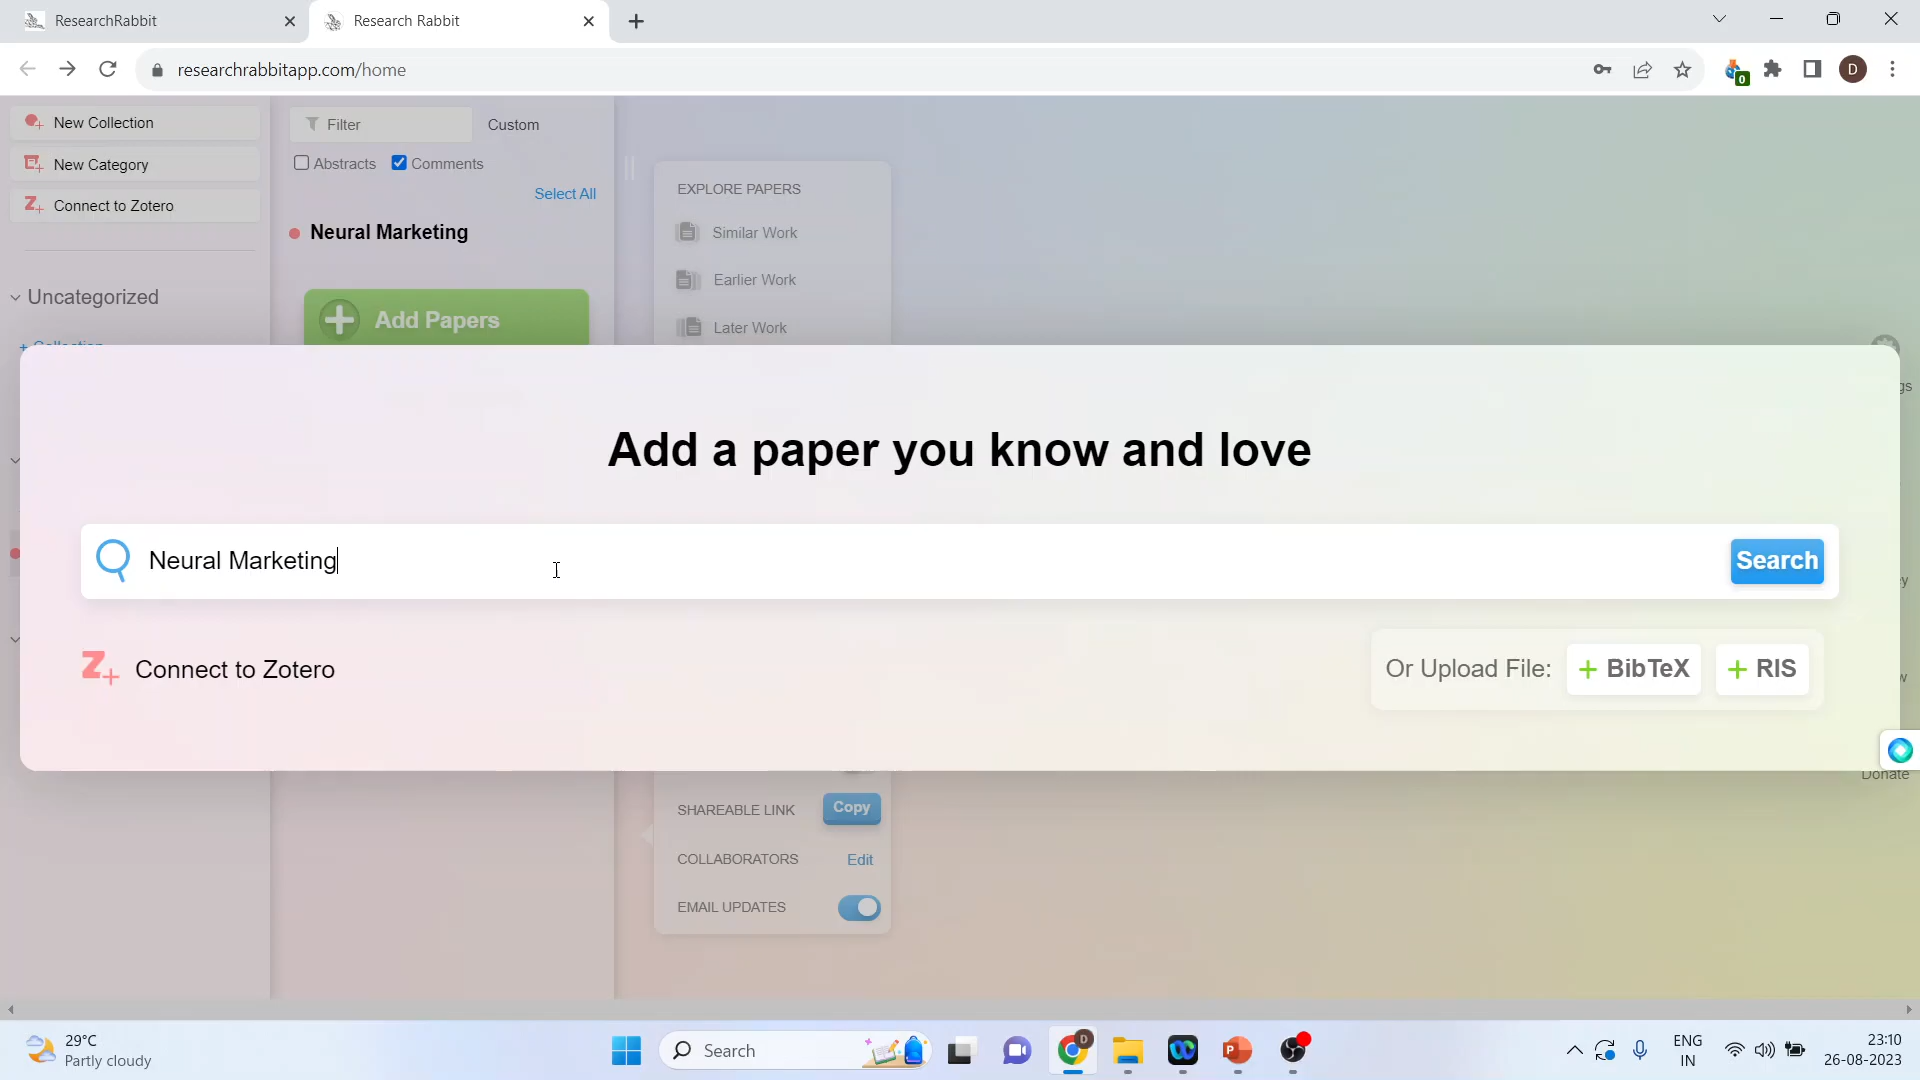 ResearchRabbit
Research Rabbit
researchrabbitapp.com/home
0
D
New Collection
New Category
Connect to Zotero
Uncategorized
Filter
Custom
Abstracts
Comments
Select All
Neural Marketing
Add Papers
EXPLORE PAPERS
Similar Work
Earlier Work
Later Work
Add a paper you know and love
Neural Marketing
Search
Connect to Zotero
Or Upload File:
+ BibTeX
+ RIS
Donate
SHAREABLE LINK
Copy
COLLABORATORS
Edit
EMAIL UPDATES
29°C
Partly cloudy
Search
D
ENG
IN
23:10
26-08-2023